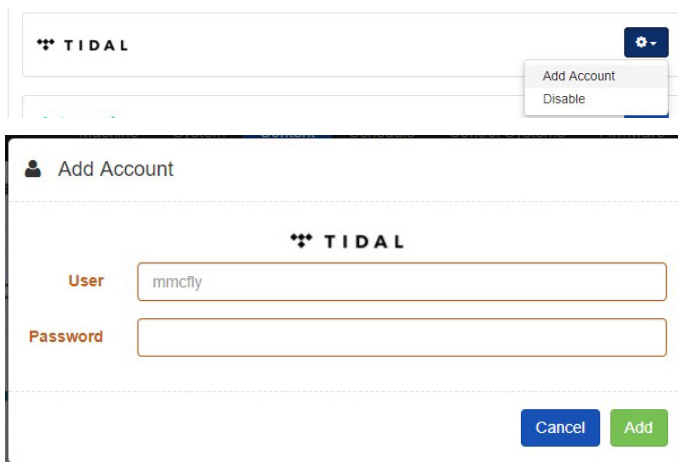 TIDAL
Add Account
Disable
Add Account
TIDAL
User mmcfly
Password
Cancel Add